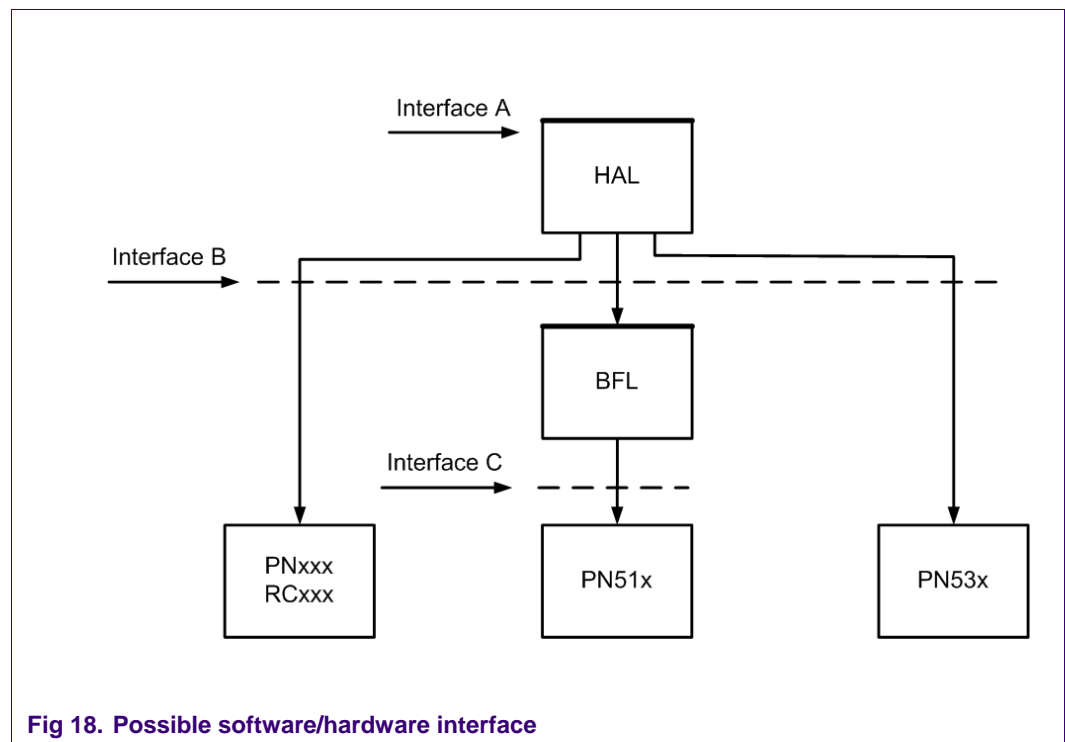 Interface A
HAL
Interface B
BFL
Interface C
PNxxx
RCxxx
PN51x
PN53x
Fig 18. Possible software/hardware interface